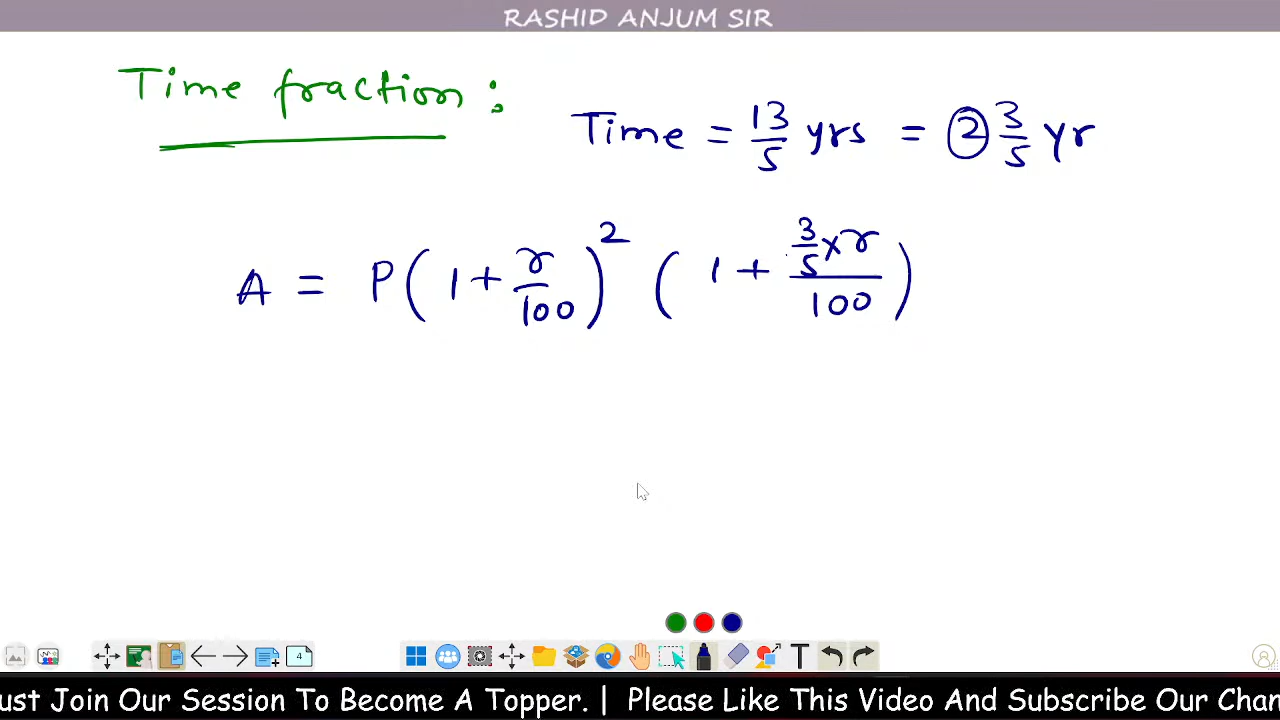 RASHID ANJUM SIR
Time fraction :
Time = 13/5 yrs = 2 3/5 yr
A = P(1 + r/100)^2 (1 + 3/5 × r/100)
4
ust Join Our Session To Become A Topper. | Please Like This Video And Subscribe Our Chan